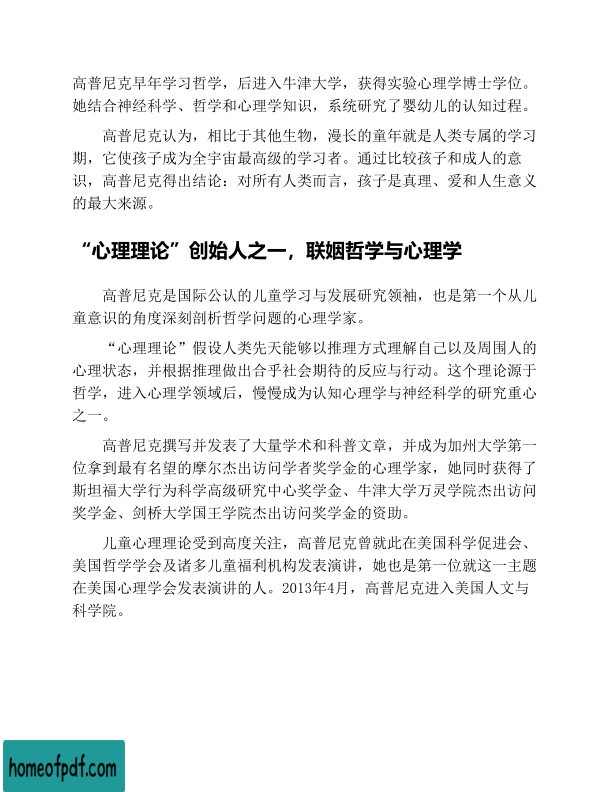 高普尼克早年学习哲学，后进入牛津大学，获得实验心理学博士学位。
她结合神经科学、哲学和心理学知识，系统研究了婴幼儿的认知过程。
高普尼克认为，相比于其他生物，漫长的童年就是人类专属的学习
期，它使孩子成为全宇宙最高级的学习者。通过比较孩子和成人的意
识，高普尼克得出结论：对所有人类而言，孩子是真理、爱和人生意义
的最大来源。
“心理理论”创始人之一，联姻哲学与心理学
高普尼克是国际公认的儿童学习与发展研究领袖，也是第一个从儿
童意识的角度深刻剖析哲学问题的心理学家。
“心理理论”假设人类先天能够以推理方式理解自己以及周围人的
心理状态，并根据推理做出合乎社会期待的反应与行动。这个理论源于
哲学，进入心理学领域后，慢慢成为认知心理学与神经科学的研究重心
之一。
高普尼克撰写并发表了大量学术和科普文章，并成为加州大学第一
位拿到最有名望的摩尔杰出访问学者奖学金的心理学家，她同时获得了
斯坦福大学行为科学高级研究中心奖学金、牛津大学万灵学院杰出访问
奖学金、剑桥大学国王学院杰出访问奖学金的资助。
儿童心理理论受到高度关注，高普尼克曾就此在美国科学促进会、
美国哲学学会及诸多儿童福利机构发表演讲，她也是第一位就这一主题
在美国心理学会发表演讲的人。2013年4月，高普尼克进入美国人文与
科学院。
homeofpdf.com